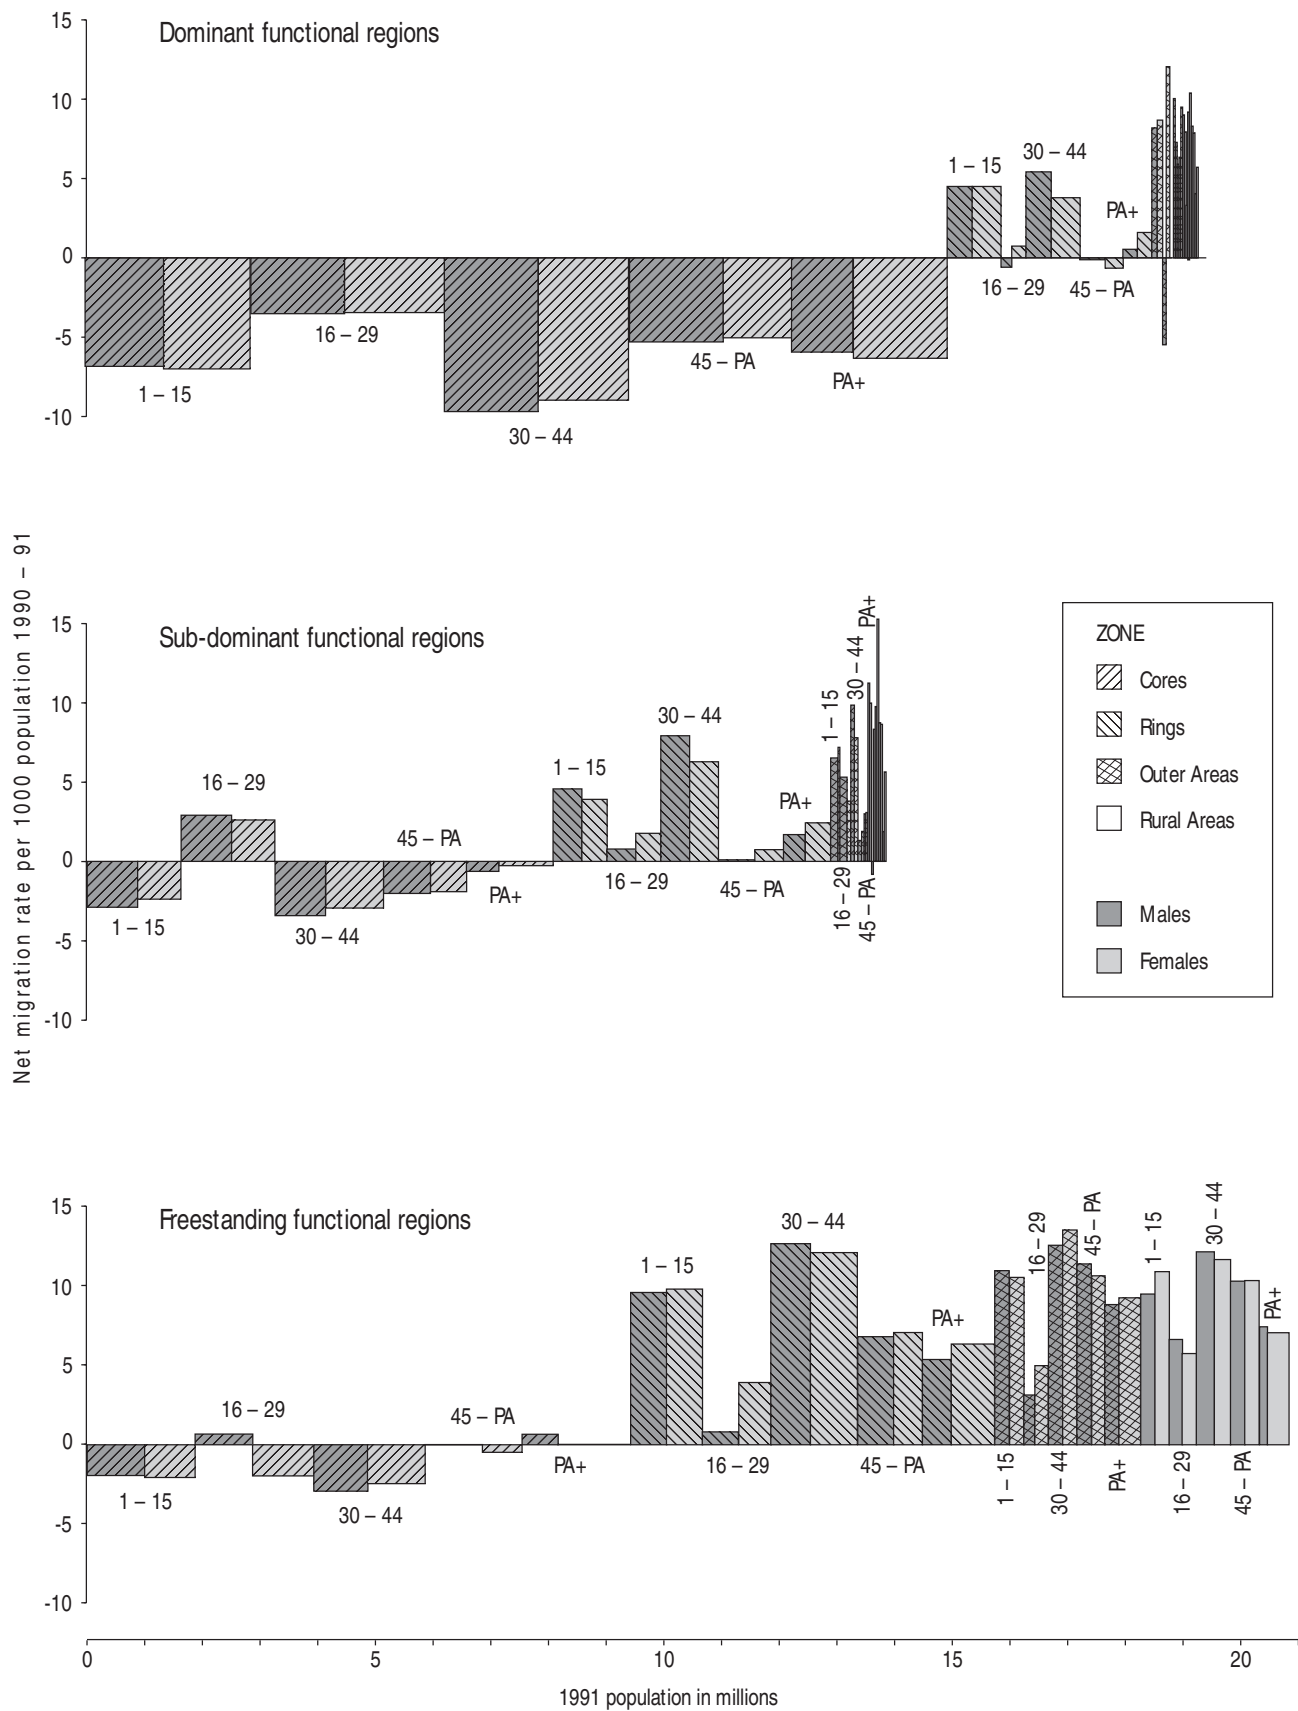 15
Dominant functional regions
10
5
0
-5
-10
1 – 15
16 – 29
30 – 44
45 – PA
PA+
1 – 15
30 – 44
PA+
16 – 29
45 – PA
Net migration rate per 1000 population 1990 – 91
15
Sub-dominant functional regions
10
5
0
-5
-10
1 – 15
16 – 29
30 – 44
45 – PA
PA+
1 – 15
30 – 44
16 – 29
45 – PA
PA+
1 – 15
30 – 44
PA+
16 – 29
45 – PA
ZONE
Cores
Rings
Outer Areas
Rural Areas
Males
Females
15
Freestanding functional regions
10
5
0
-5
-10
1 – 15
16 – 29
30 – 44
45 – PA
PA+
1 – 15
30 – 44
16 – 29
45 – PA
PA+
16 – 29
45 – PA
1 – 15
30 – 44
PA+
1 – 15
30 – 44
PA+
16 – 29
45 – PA
0 5 10 15 20
1991 population in millions